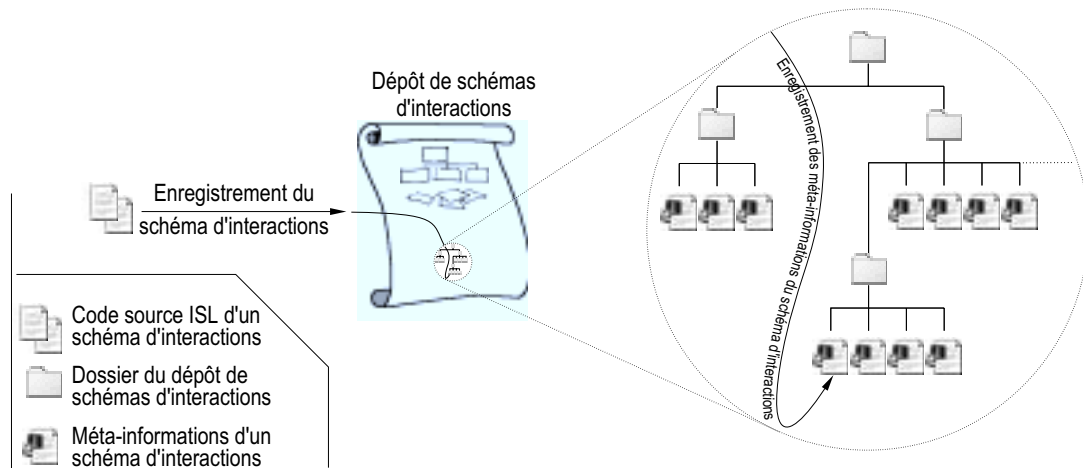 Dépôt de schémas
d'interactions
Enregistrement du
schéma d'interactions
Enregistrement des méta-informations du schéma d'interactions
Code source ISL d'un
schéma d'interactions
Dossier du dépôt de
schémas d'interactions
Méta-informations d'un
schéma d'interactions